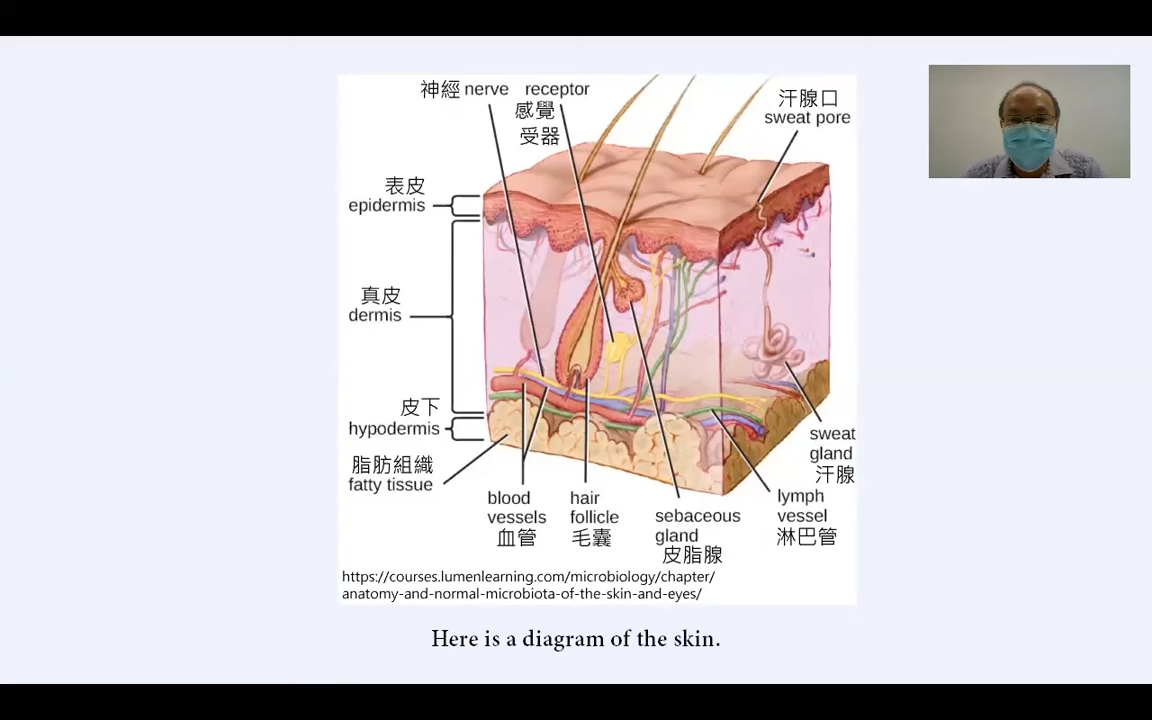 神經 nerve
receptor
感覺
受器
汗腺口
sweat pore
表皮
epidermis
真皮
dermis
皮下
hypodermis
脂肪組織
fatty tissue
blood
vessels
血管
hair
follicle
毛囊
sebaceous
gland
皮脂腺
lymph
vessel
淋巴管
sweat
gland
汗腺
https://courses.lumenlearning.com/microbiology/chapter/
anatomy-and-normal-microbiota-of-the-skin-and-eyes/
Here is a diagram of the skin.